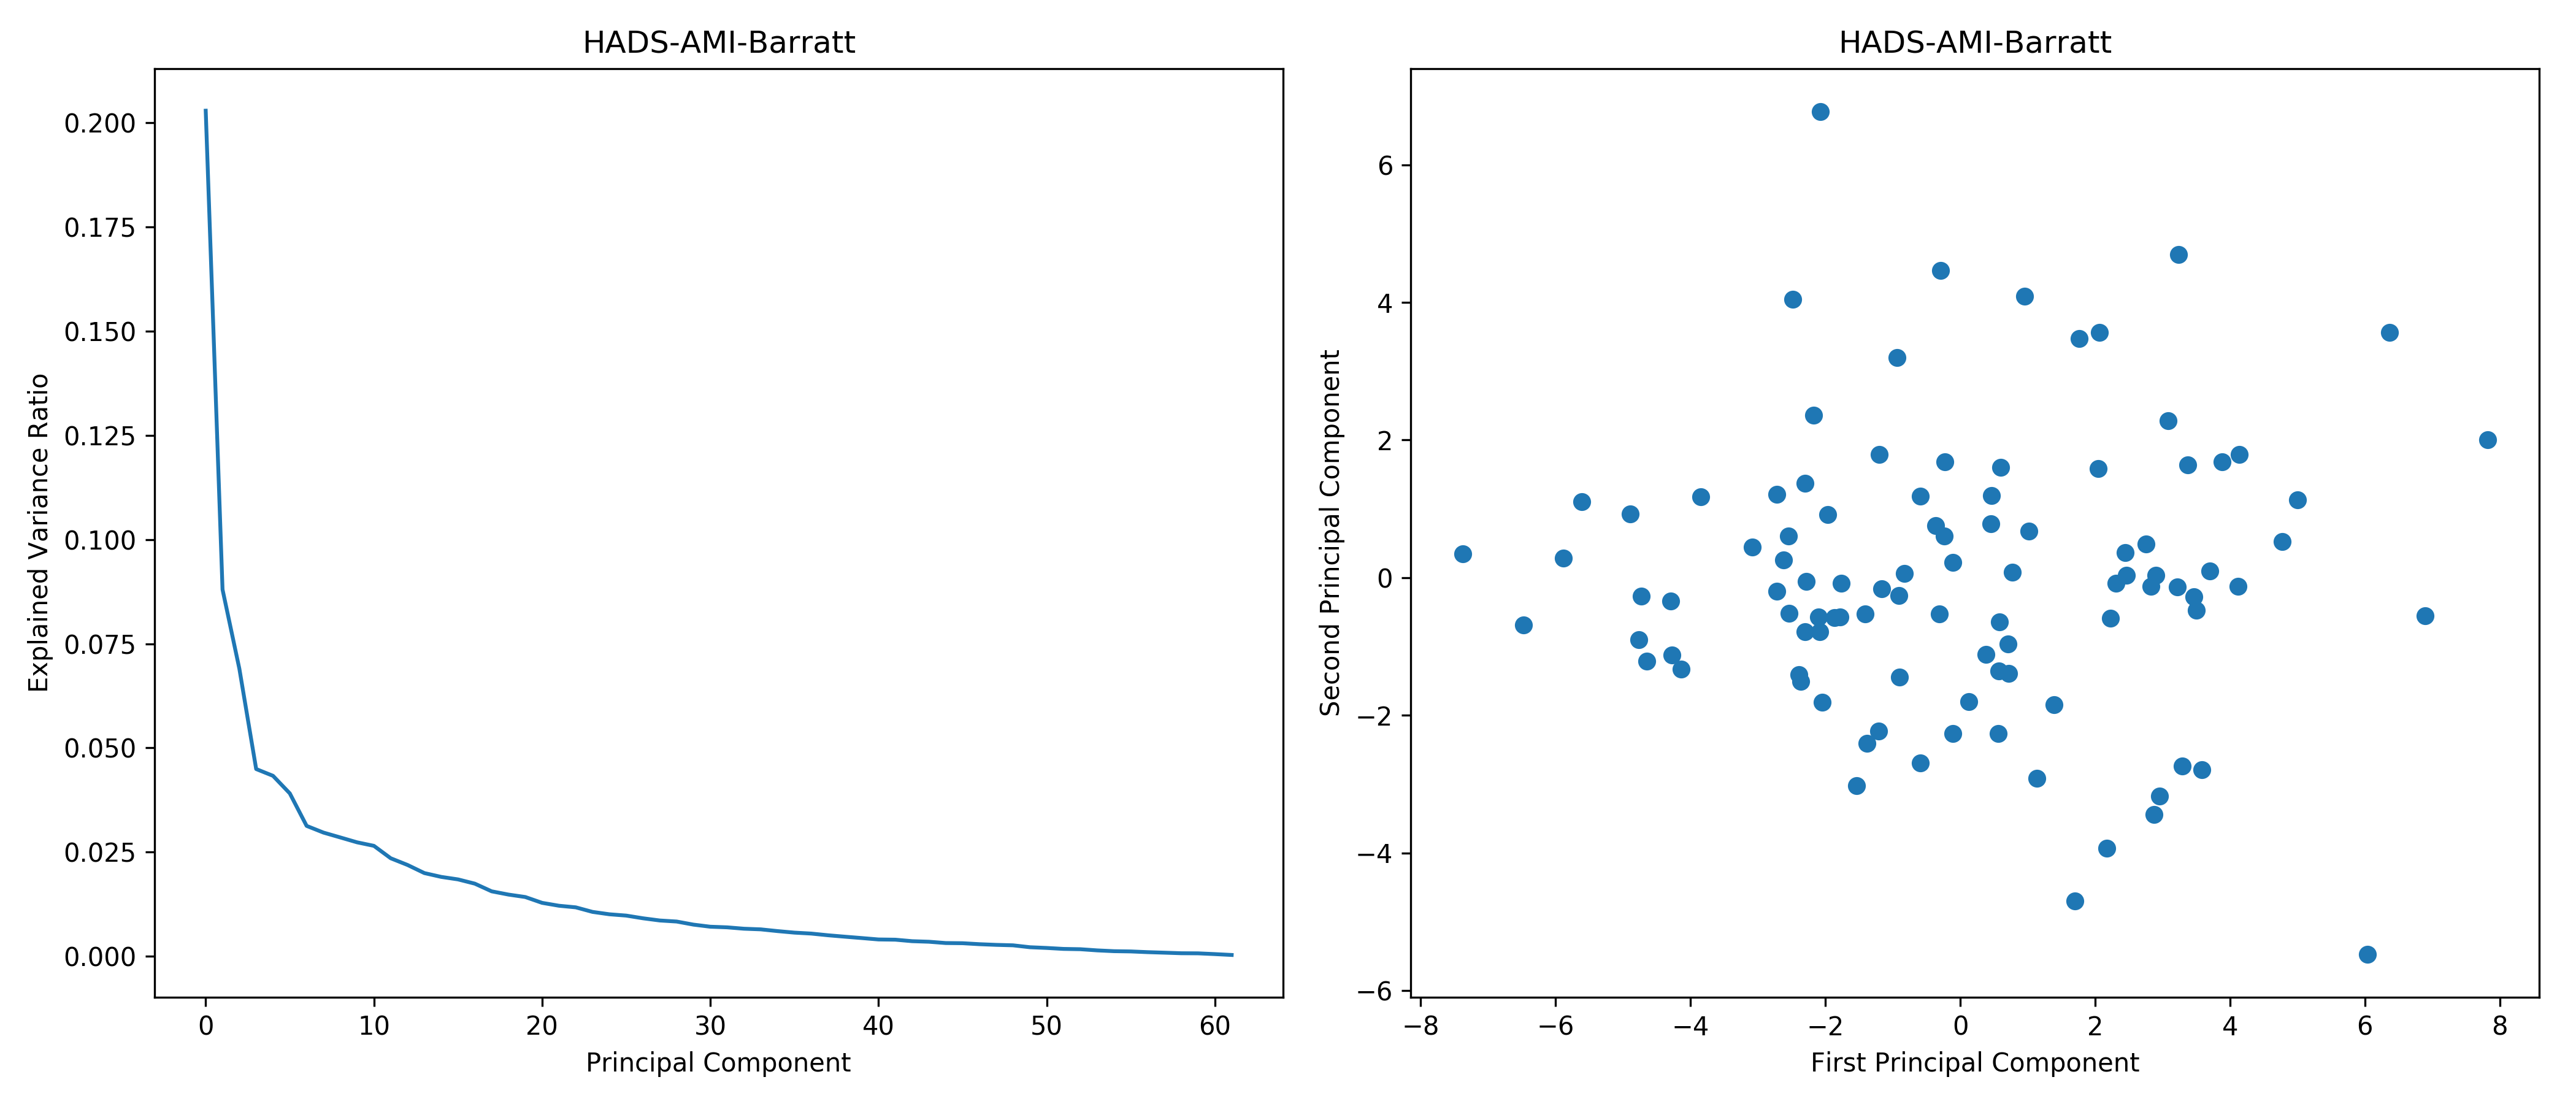 HADS-AMI-Barratt
0.200
0.175
0.150
0.125
0.100
0.075
0.050
0.025
0.000
Explained Variance Ratio
0 10 20 30 40 50 60
Principal Component
HADS-AMI-Barratt
6
4
2
0
−2
−4
−6
Second Principal Component
−8 −6 −4 −2 0 2 4 6 8
First Principal Component